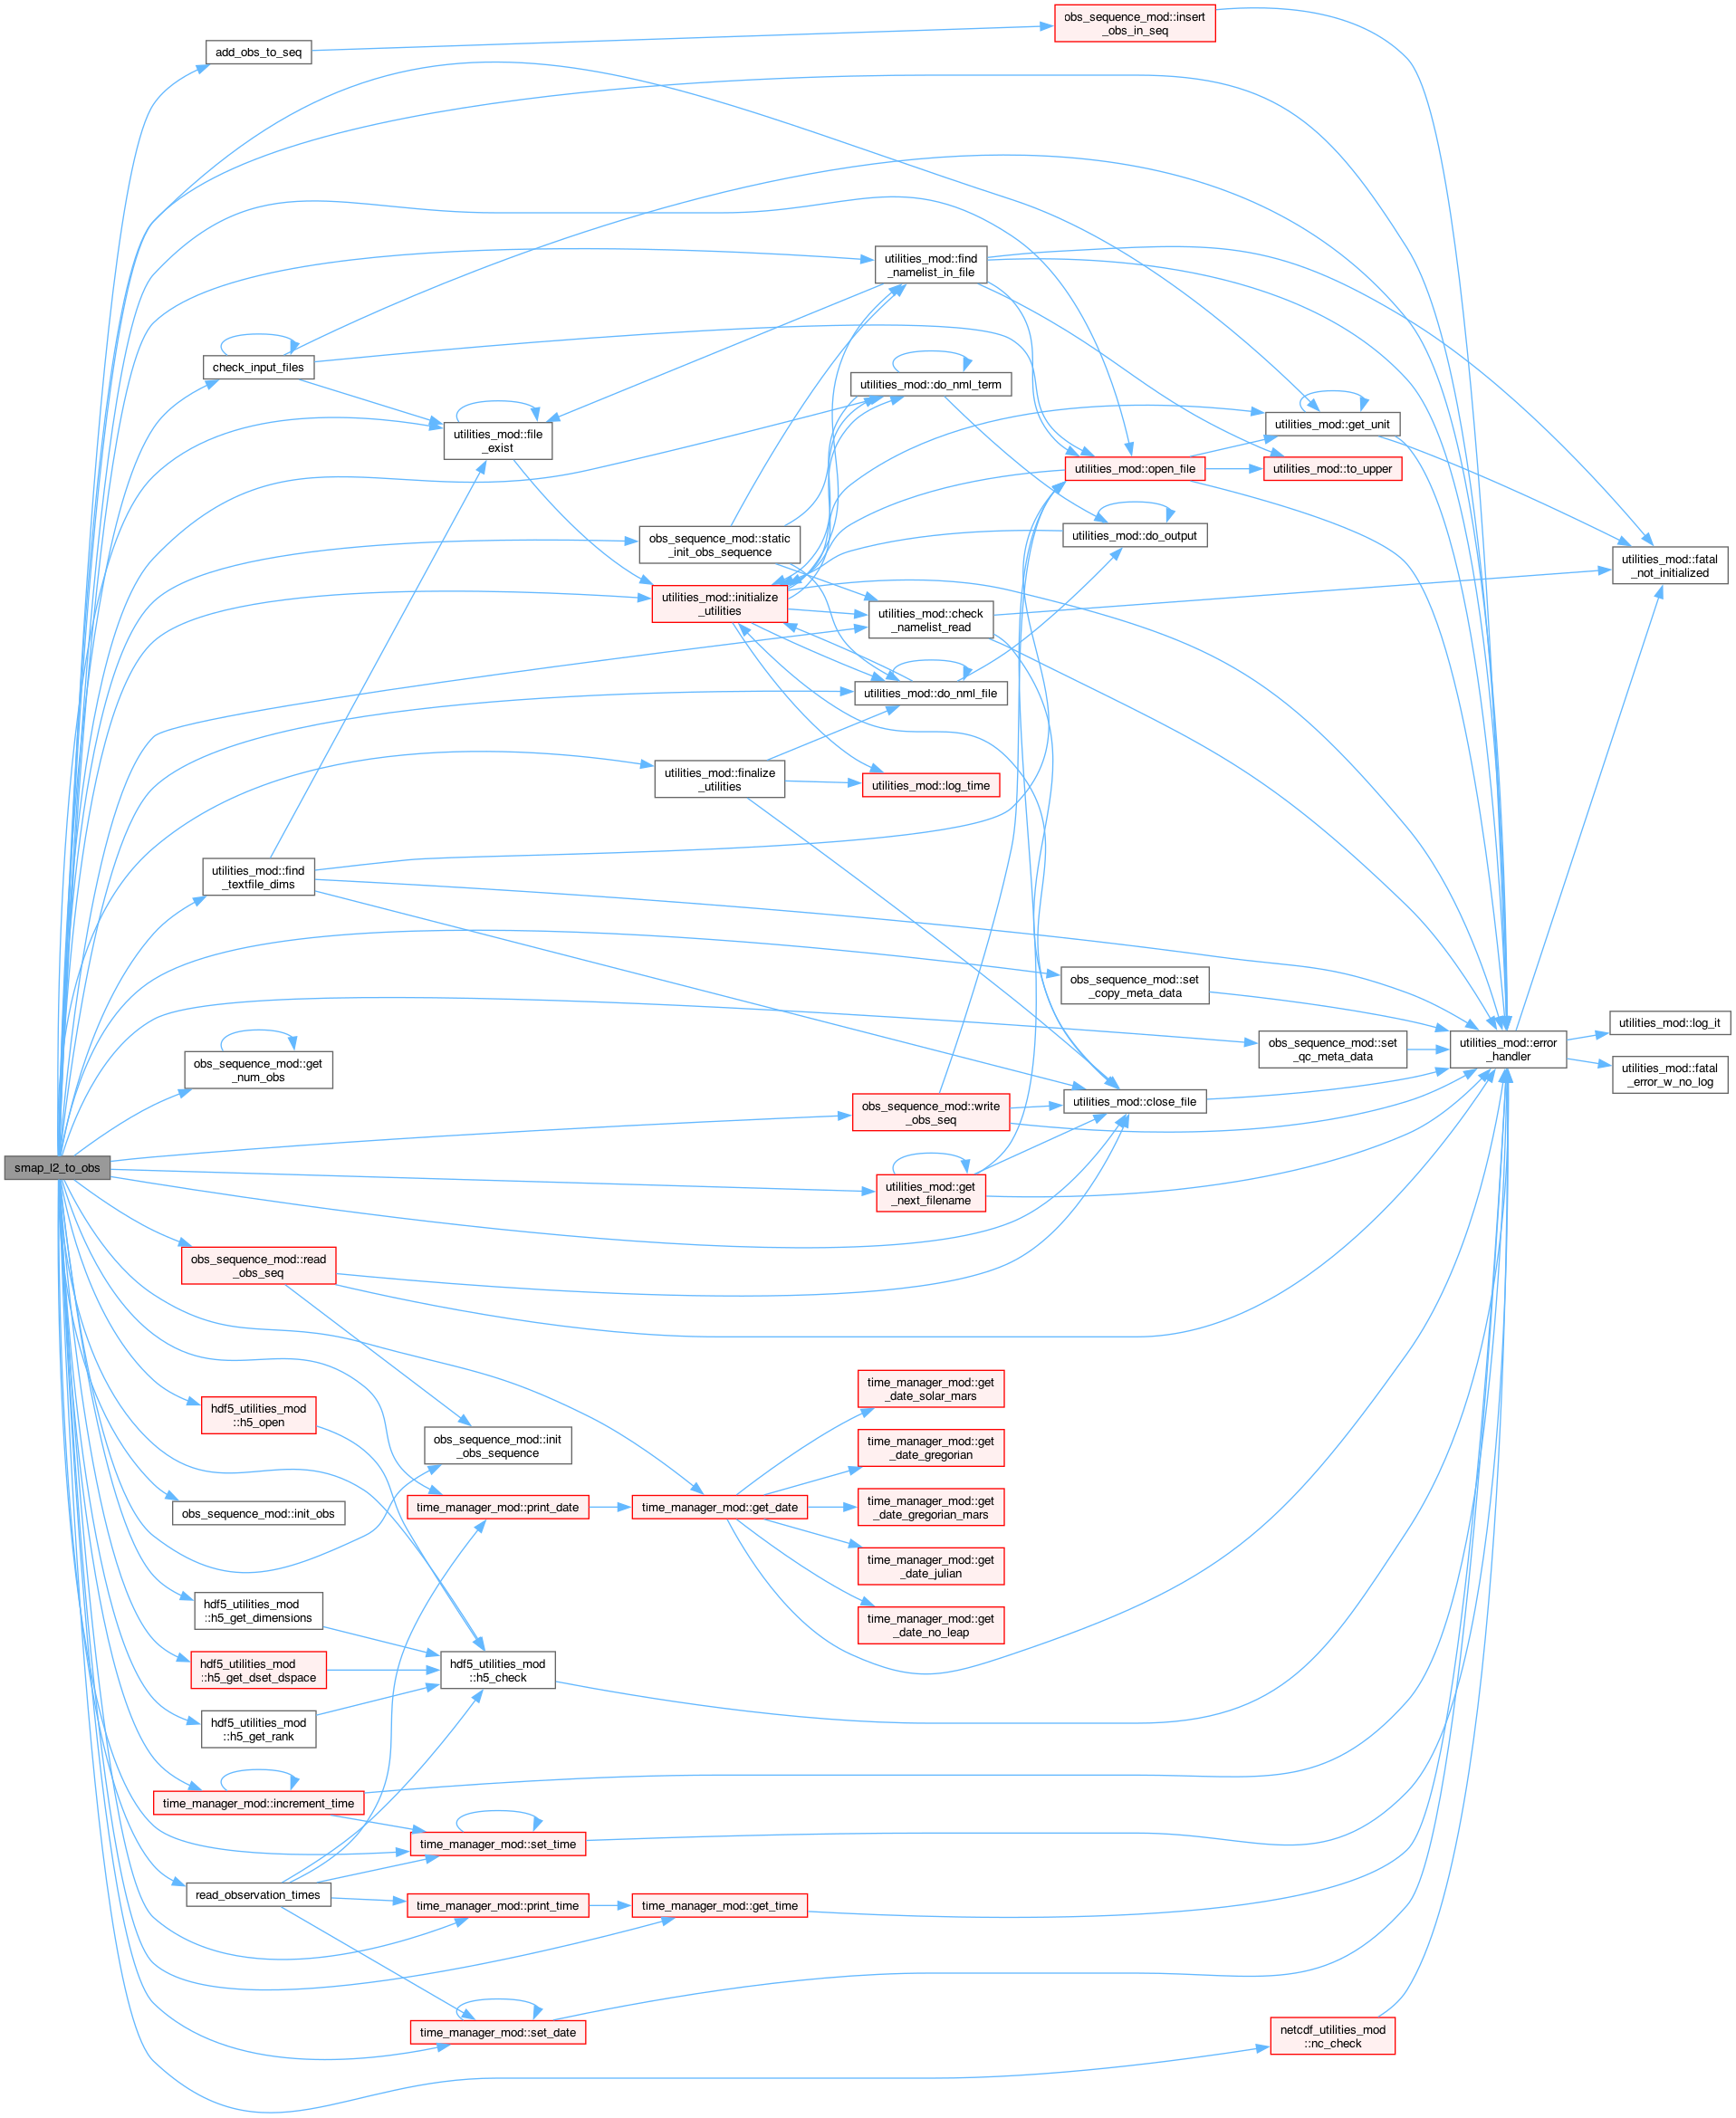 obs_sequence_mod::insert
_obs_in_seq
add_obs_to_seq
utilities_mod::find
_namelist_in_file
check_input_files
utilities_mod::do_nml_term
utilities_mod::file
_exist
utilities_mod::get_unit
utilities_mod::open_file
utilities_mod::to_upper
obs_sequence_mod::static
_init_obs_sequence
utilities_mod::do_output
utilities_mod::fatal
_not_initialized
utilities_mod::initialize
_utilities
utilities_mod::check
_namelist_read
utilities_mod::do_nml_file
utilities_mod::finalize
_utilities
utilities_mod::log_time
utilities_mod::find
_textfile_dims
obs_sequence_mod::set
_copy_meta_data
utilities_mod::log_it
obs_sequence_mod::set
_qc_meta_data
utilities_mod::error
_handler
obs_sequence_mod::get
_num_obs
utilities_mod::fatal
_error_w_no_log
utilities_mod::close_file
obs_sequence_mod::write
_obs_seq
smap_l2_to_obs
utilities_mod::get
_next_filename
obs_sequence_mod::read
_obs_seq
time_manager_mod::get
_date_solar_mars
hdf5_utilities_mod
::h5_open
obs_sequence_mod::init
_obs_sequence
time_manager_mod::get
_date_gregorian
obs_sequence_mod::init_obs
time_manager_mod::print_date
time_manager_mod::get_date
time_manager_mod::get
_date_gregorian_mars
time_manager_mod::get
_date_julian
hdf5_utilities_mod
::h5_get_dimensions
time_manager_mod::get
_date_no_leap
hdf5_utilities_mod
::h5_get_dset_dspace
hdf5_utilities_mod
::h5_check
hdf5_utilities_mod
::h5_get_rank
time_manager_mod::increment_time
time_manager_mod::set_time
read_observation_times
time_manager_mod::print_time
time_manager_mod::get_time
time_manager_mod::set_date
netcdf_utilities_mod
::nc_check